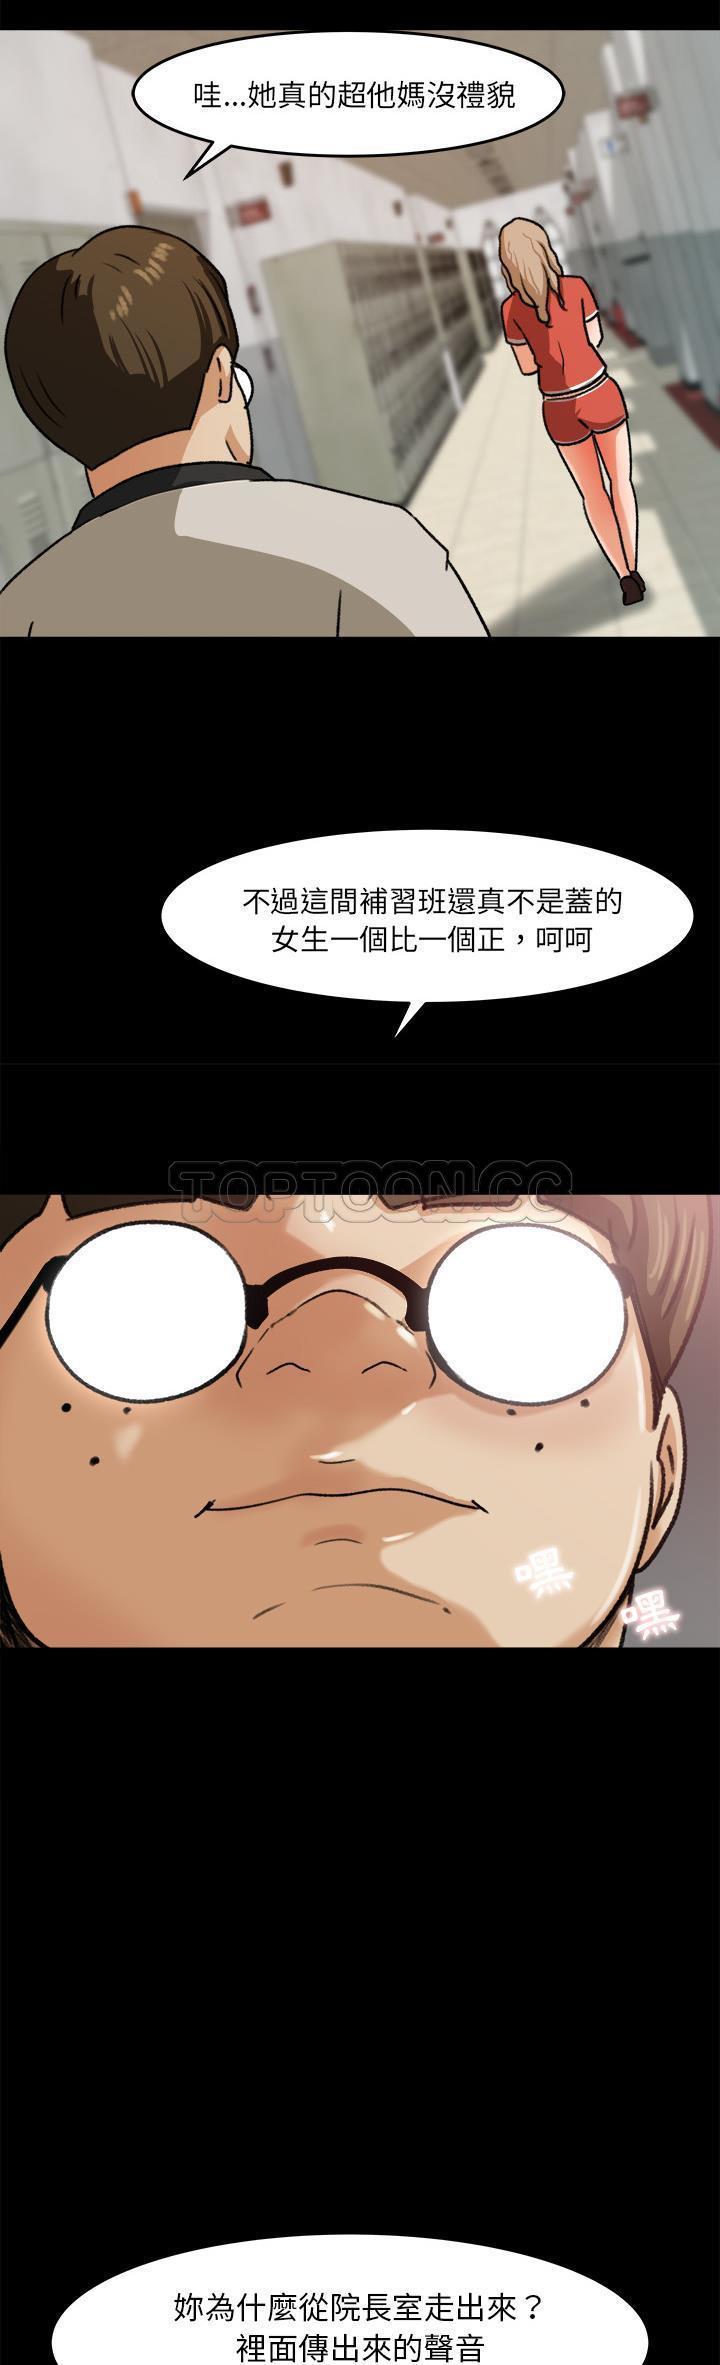 哇...她真的超他媽沒禮貌
不過這間補習班還真不是蓋的
女生一個比一個正，呵呵
TOPTOON.CC
嘿
嘿
妳為什麼從院長室走出來？
裡面傳出來的聲音